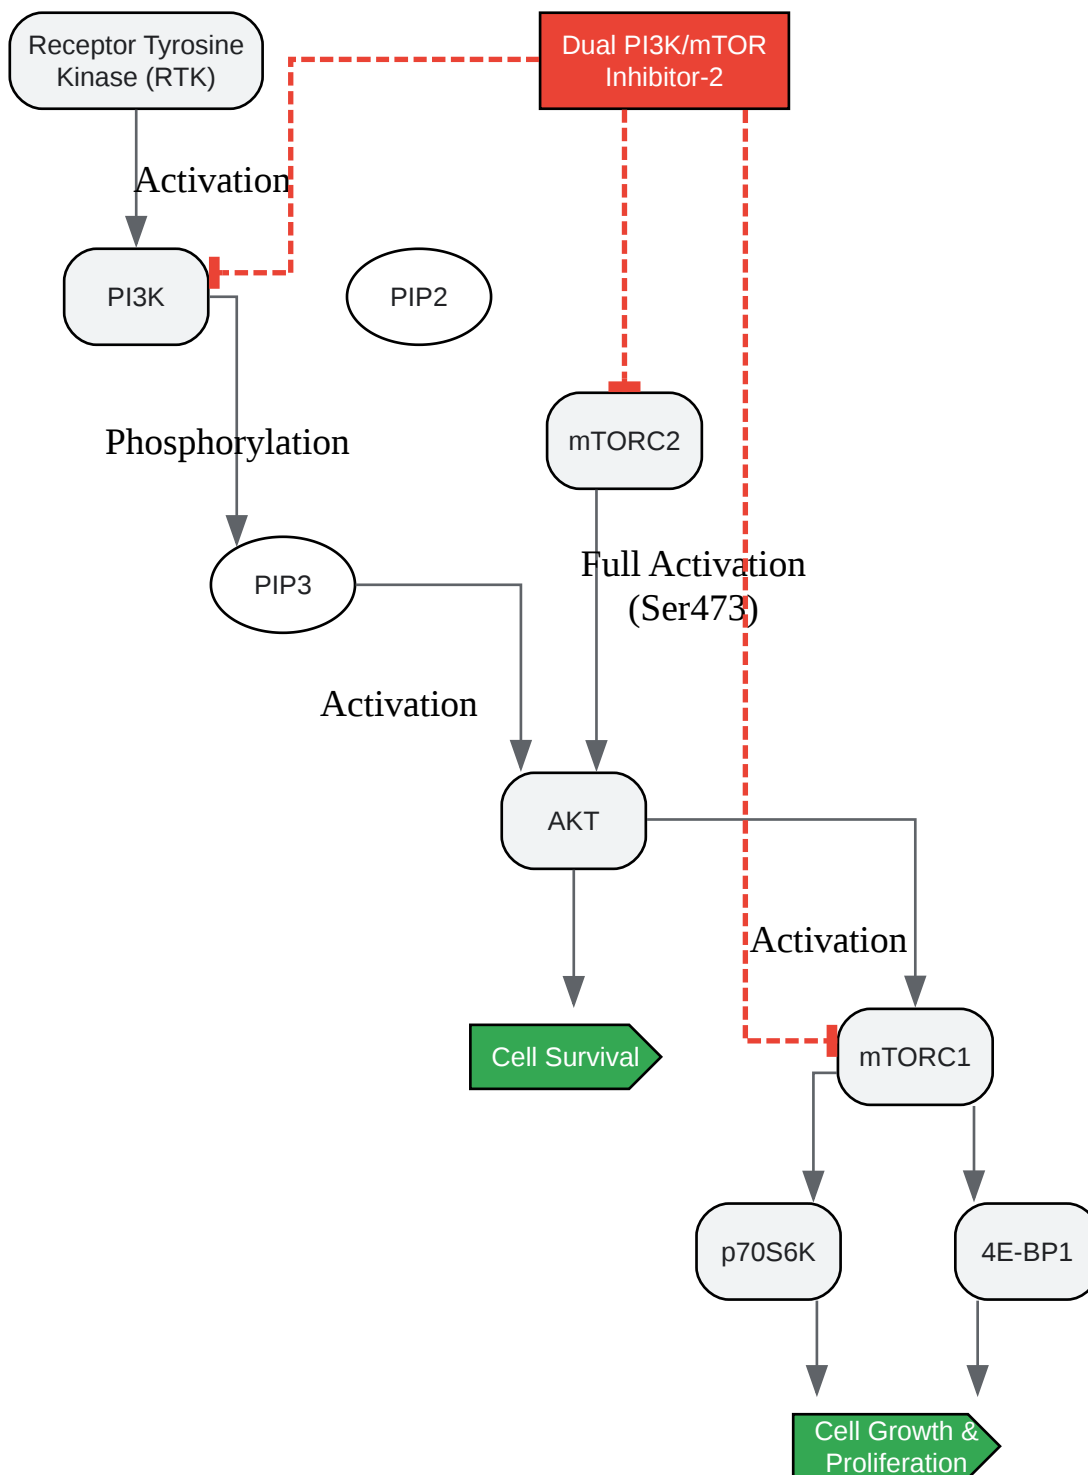 Receptor Tyrosine
Kinase (RTK)
Dual PI3K/mTOR
Inhibitor-2
Activation
PI3K
PIP2
mTORC2
Phosphorylation
Full Activation
(Ser473)
PIP3
Activation
AKT
Activation
Cell Survival
mTORC1
p70S6K
4E-BP1
Cell Growth &
Proliferation